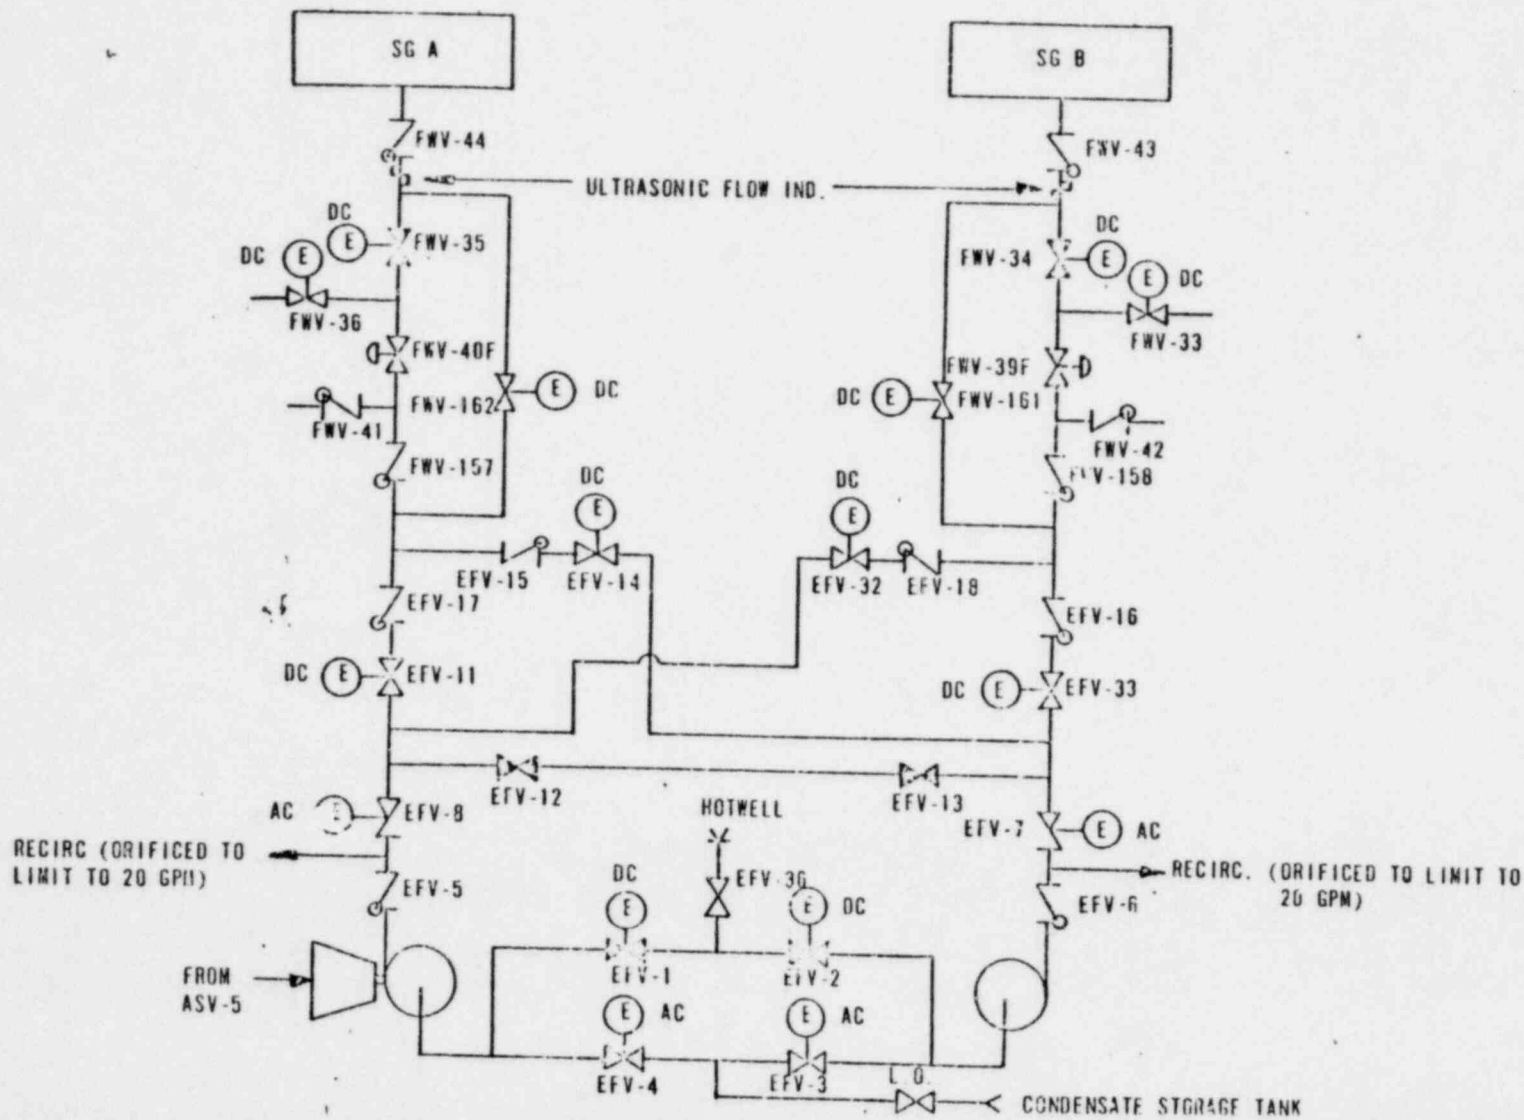 SG A
SG B
FWV-44
FWV-43
ULTRASONIC FLOW IND.
DC
E
FWV-35
DC
E
FWV-36
DC
E
FWV-34
E
DC
FWV-33
FWV-40F
FWV-39F
FWV-162
E
DC
DC
E
FWV-161
FWV-41
FWV-42
FWV-157
FWV-158
DC
E
DC
E
EFV-15
EFV-14
EFV-32
EFV-18
EFV-17
EFV-16
DC
E
EFV-11
DC
E
EFV-33
EFV-12
EFV-13
AC
E
EFV-8
HOTWELL
EFV-7
E
AC
RECIRC (ORIFICED TO
LIMIT TO 20 GPM)
RECIRC. (ORIFICED TO LIMIT TO
20 GPM)
EFV-5
EFV-6
DC
E
EFV-36
E
DC
EFV-1
EFV-2
FROM
ASV-5
E
AC
E
AC
EFV-4
EFV-3
L.O.
CONDENSATE STORAGE TANK